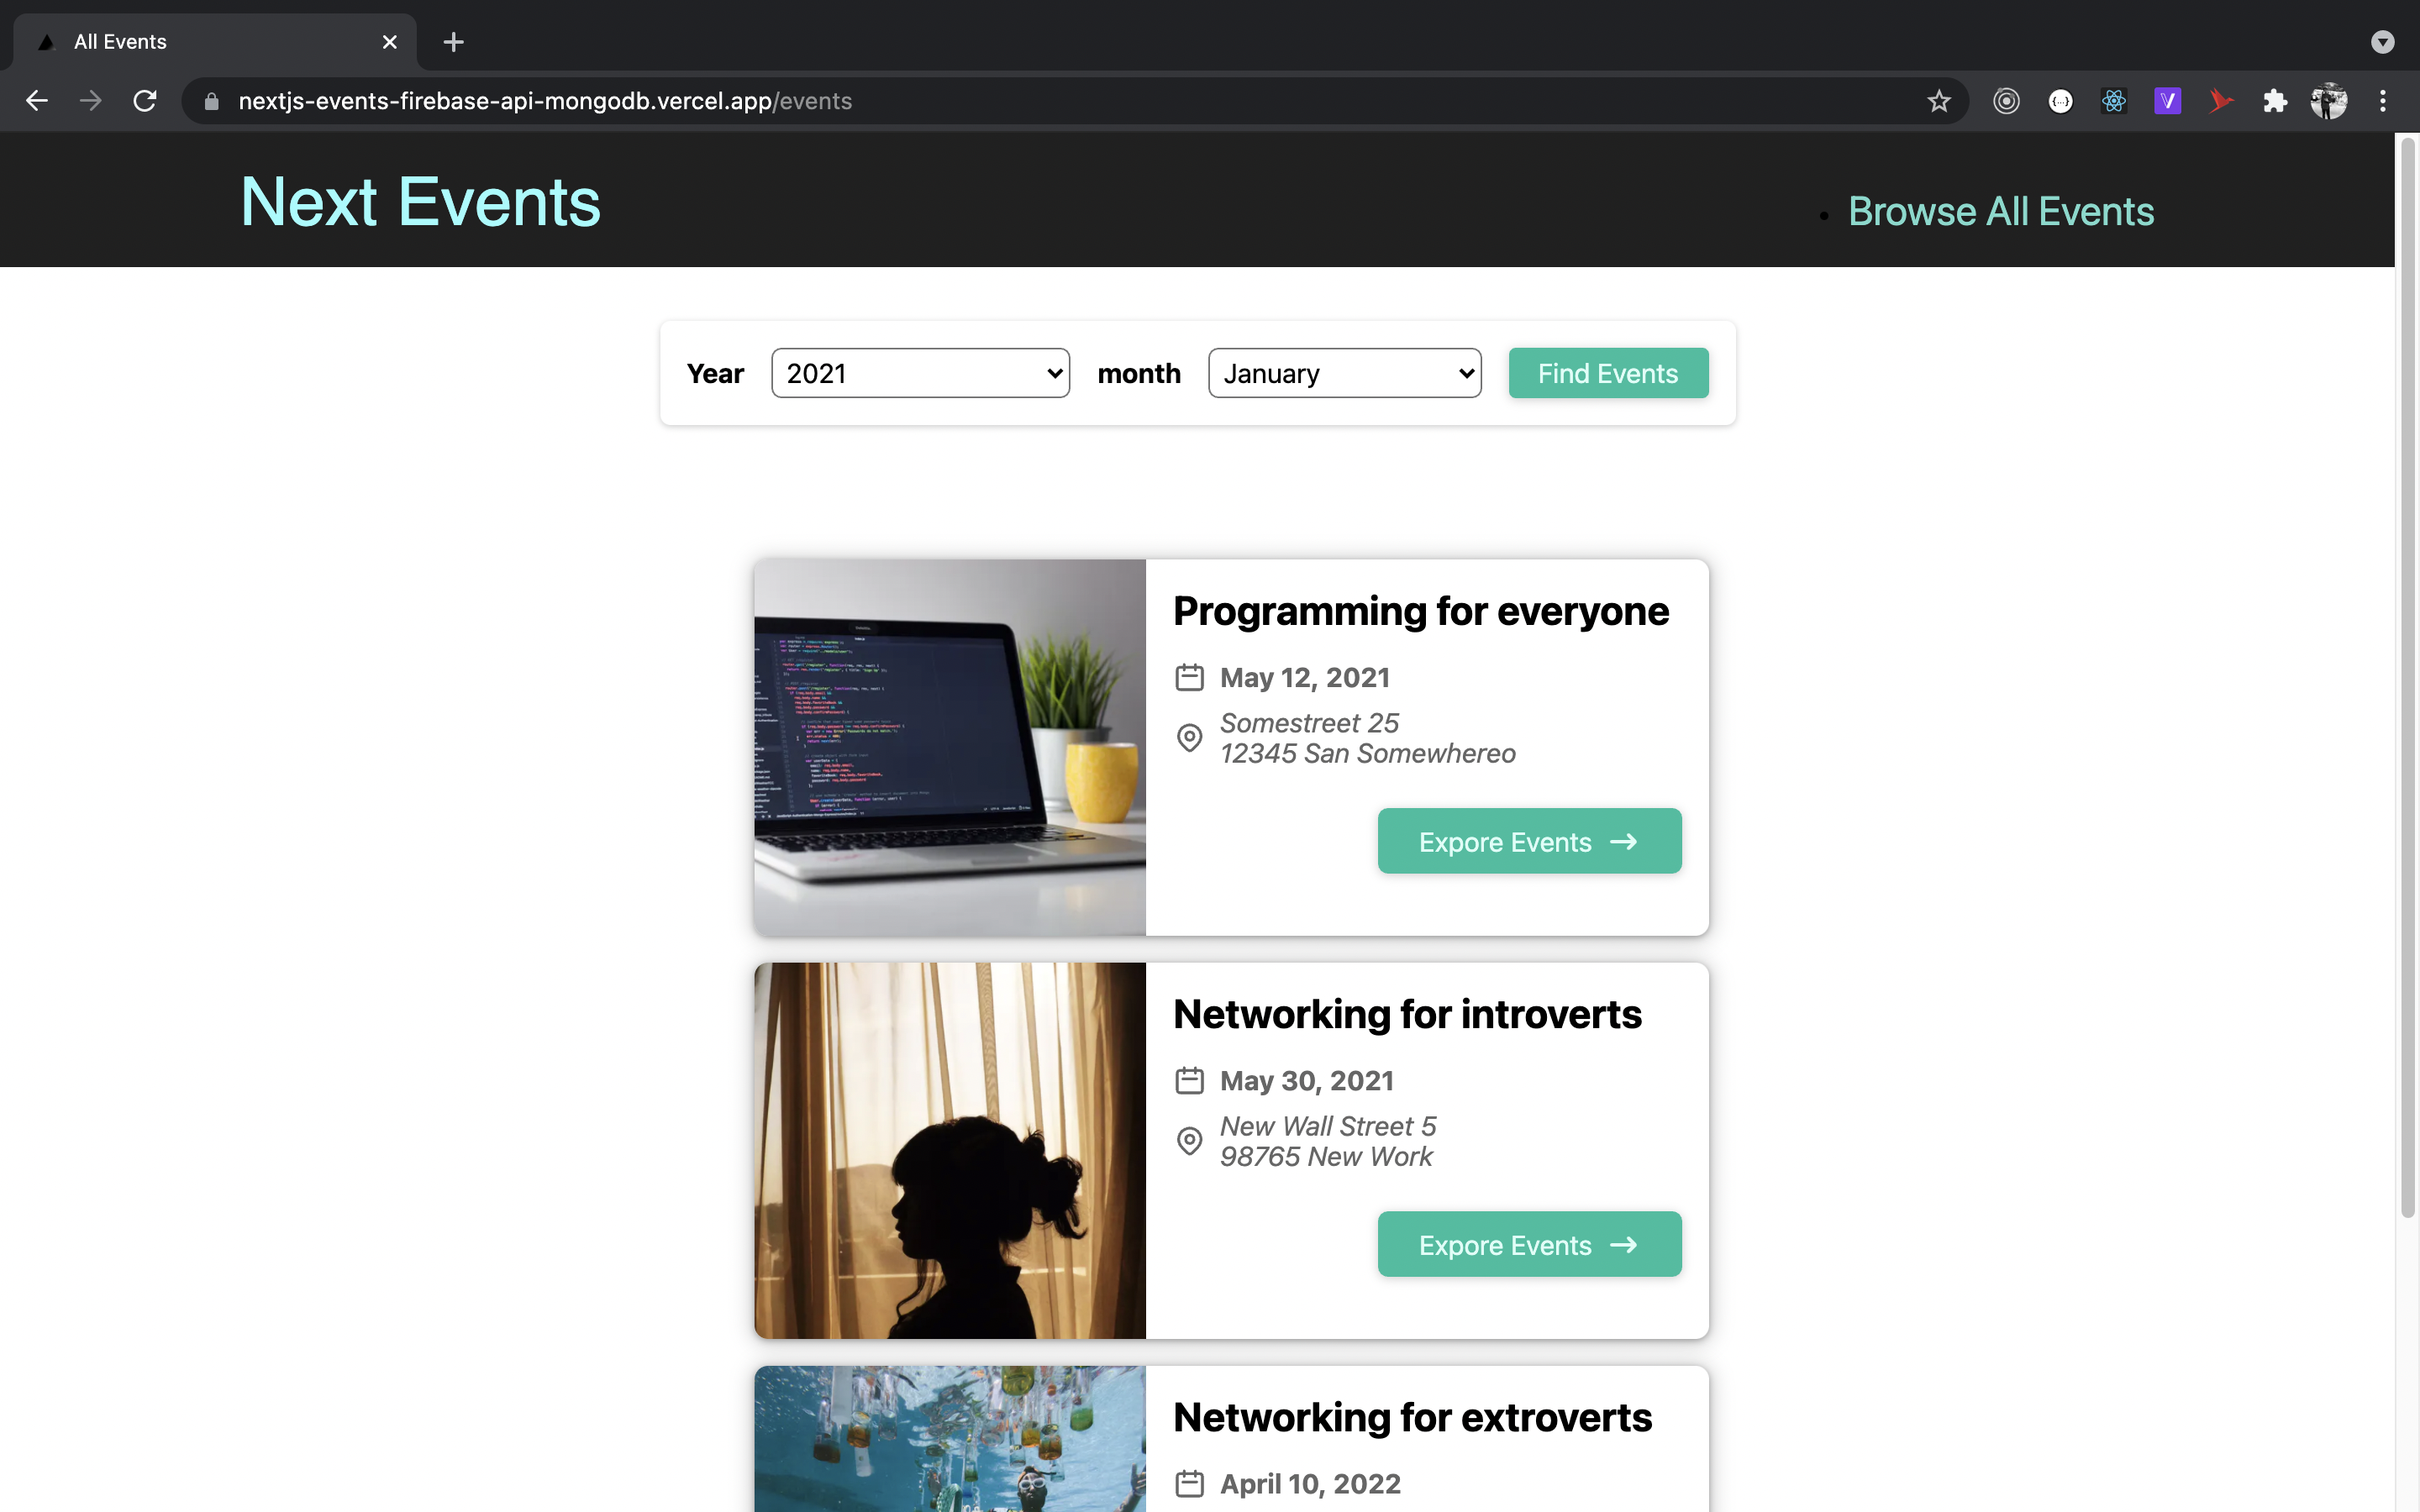 All Events
nextjs-events-firebase-api-mongodb.vercel.app/events
Next Events
Browse All Events
Year 2021 month January Find Events
Programming for everyone
May 12, 2021
Somestreet 25
12345 San Somewhereo
Expore Events →
Networking for introverts
May 30, 2021
New Wall Street 5
98765 New Work
Expore Events →
Networking for extroverts
April 10, 2022